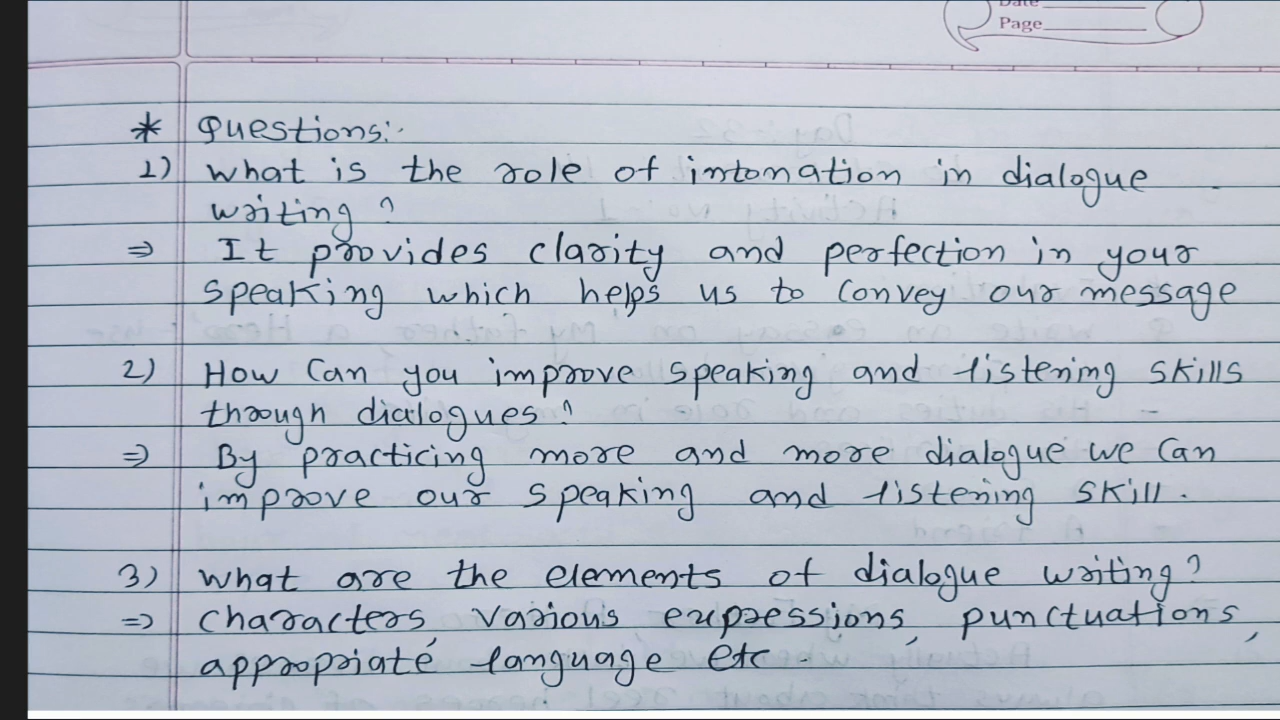 Date
Page
* Questions:-
1) What is the role of intonation in dialogue
writing ?
⇒ It provides clarity and perfection in your
speaking which helps us to convey our message
2) How can you improve speaking and listening skills
through dialogues ?
⇒ By practicing more and more dialogue we can
improve our speaking and listening skill.
3) What are the elements of dialogue writing ?
⇒ Characters, various expressions, punctuations,
appropriate language etc.